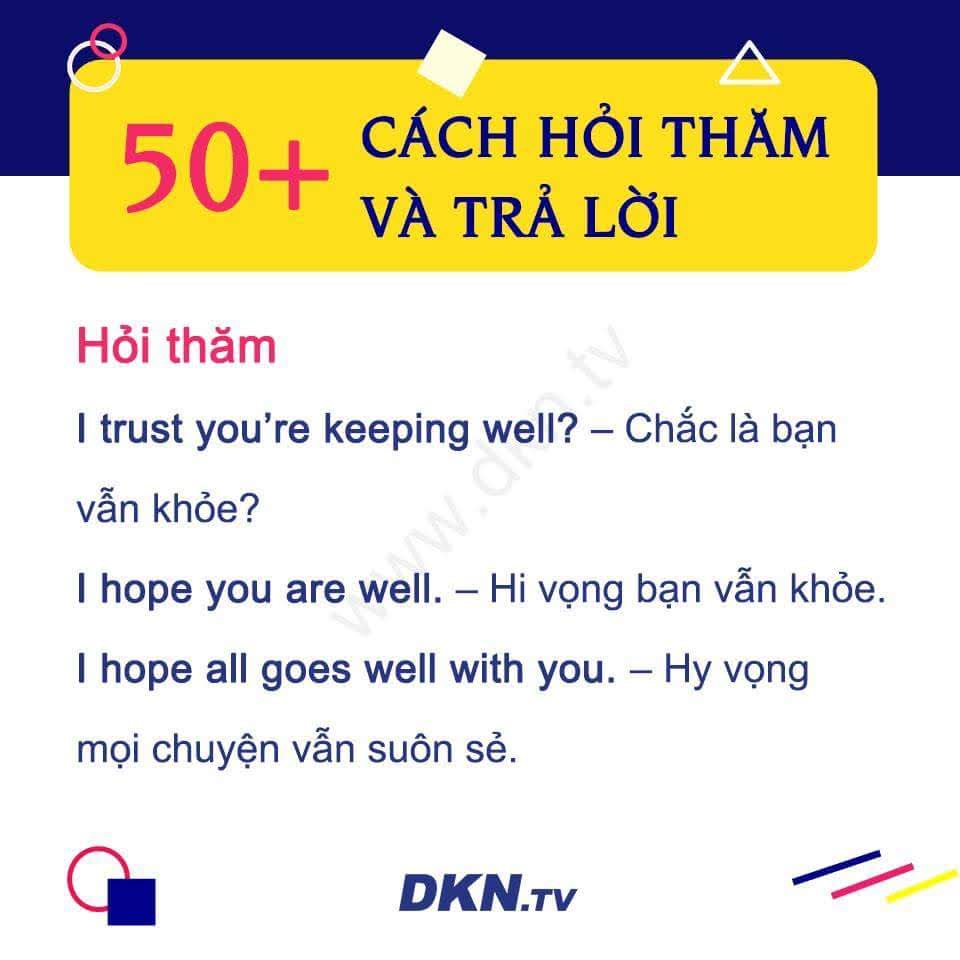 50+ CÁCH HỎI THĂM
VÀ TRẢ LỜI
Hỏi thăm
I trust you’re keeping well? – Chắc là bạn
vẫn khỏe?
I hope you are well. – Hi vọng bạn vẫn khỏe.
I hope all goes well with you. – Hy vọng
mọi chuyện vẫn suôn sẻ.
www.dkn.tv
DKN.TV